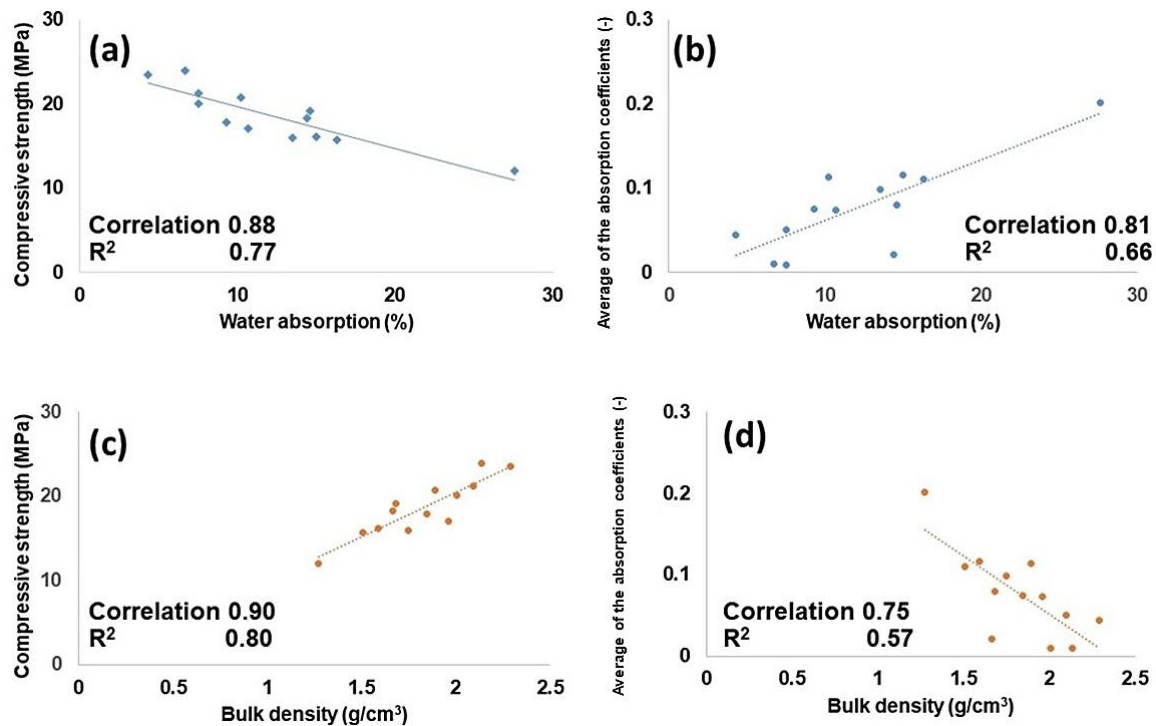 Compressive strength (MPa)
30
20
10
0
(a)
Correlation 0.88
R² 0.77
0 10 20 30
Water absorption (%)
Average of the absorption coefficients (-)
0.3
0.2
0.1
0
(b)
Correlation 0.81
R² 0.66
0 10 20 30
Water absorption (%)
Compressive strength (MPa)
30
20
10
0
(c)
Correlation 0.90
R² 0.80
0 0.5 1 1.5 2 2.5
Bulk density (g/cm³)
Average of the absorption coefficients (-)
0.3
0.2
0.1
0
(d)
Correlation 0.75
R² 0.57
0 0.5 1 1.5 2 2.5
Bulk density (g/cm³)